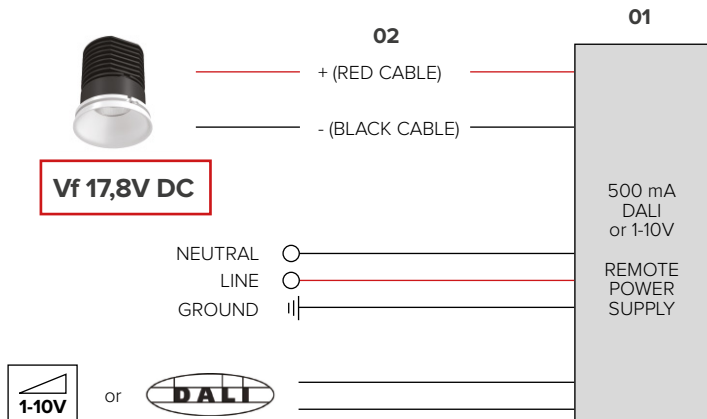 01
02
+ (RED CABLE)
- (BLACK CABLE)
Vf 17,8V DC
500 mA
DALI
or 1-10V
REMOTE
POWER
SUPPLY
NEUTRAL
LINE
GROUND
1-10V
or
DALI